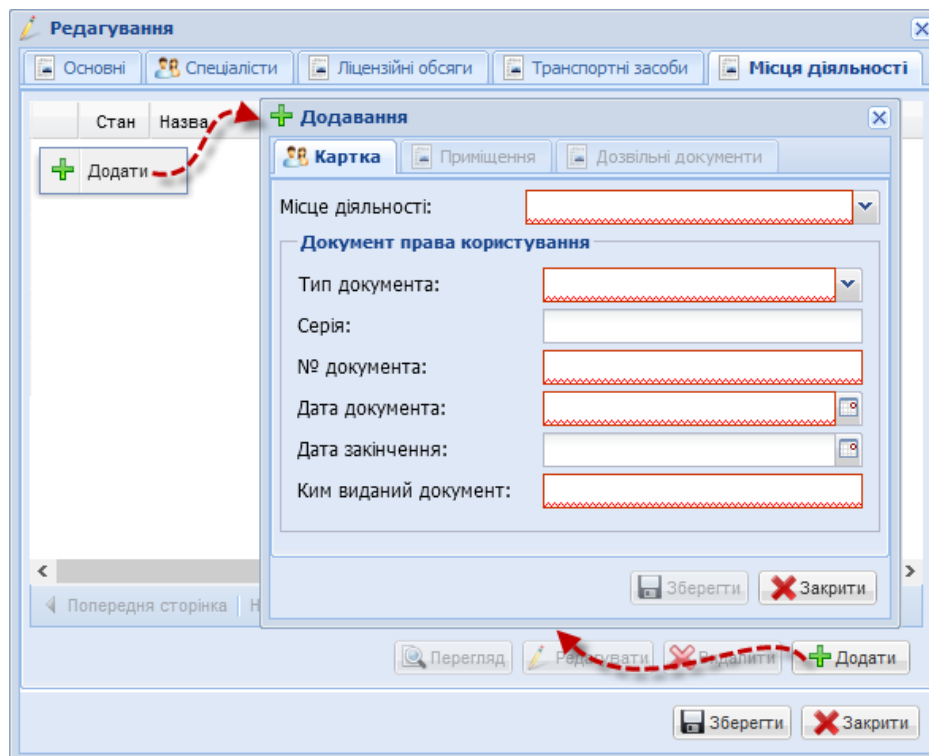 Редагування
Основні Спеціалісти Ліцензійні обсяги Транспортні засоби Місця діяльності
Стан Назва
Додати
Додавання
Картка Приміщення Дозвільні документи
Місце діяльності:
Документ права користування
Тип документа:
Серія:
№ документа:
Дата документа:
Дата закінчення:
Ким виданий документ:
Зберегти Закрити
Попередня сторінка Н
Перегляд Редагувати Видалити Додати
Зберегти Закрити